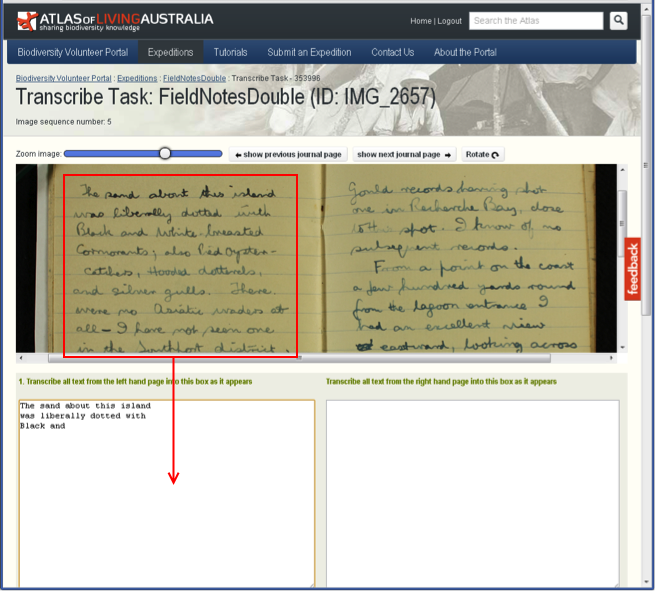 ATLAS OF LIVING AUSTRALIA
sharing biodiversity knowledge
Home | Logout
Search the Atlas
Biodiversity Volunteer Portal
Expeditions
Tutorials
Submit an Expedition
Contact Us
About the Portal
Biodiversity Volunteer Portal : Expeditions : FieldNotesDouble : Transcribe Task - 353996
Transcribe Task: FieldNotesDouble (ID: IMG_2657)
Image sequence number: 5
Zoom image:
show previous journal page
show next journal page
Rotate
The sand about this island
was liberally dotted with
Black and White-breasted
Cormorants; also Pied Oyster-
catchers, Hooded dotterels,
and silver gulls. There
were no Asiatic waders at
all - I have not seen one
in the Southport district.
Gould records having shot
one in Recherche Bay, close
to the spot. I know of no
subsequent records.
From a point on the coast
a few hundred yards round
from the lagoon entrance I
had an excellent view
eastward, looking across
feedback
1. Transcribe all text from the left hand page into this box as it appears
Transcribe all text from the right hand page into this box as it appears
The sand about this island
was liberally dotted with
Black and